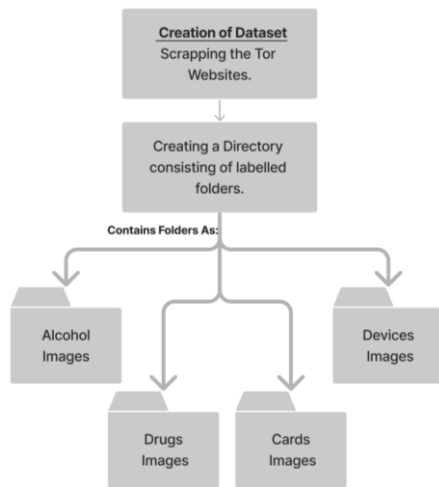 Creation of Dataset
Scrapping the Tor
Websites.
Creating a Directory
consisting of labelled
folders.
Contains Folders As:
Alcohol
Images
Devices
Images
Drugs
Images
Cards
Images